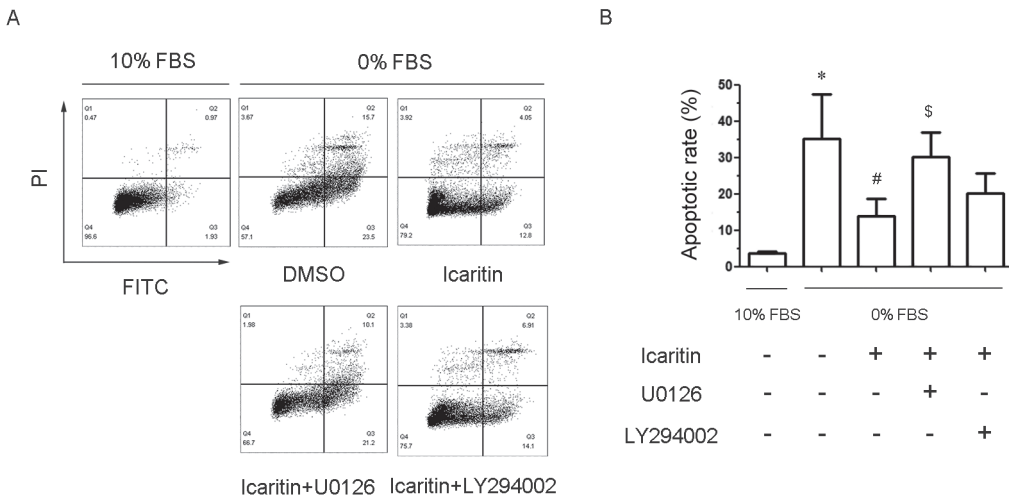 A
10% FBS
0% FBS
PI
Q1
0.47
Q2
0.97
Q4
96.6
Q3
1.93
Q1
3.67
Q2
15.7
Q4
57.1
Q3
23.5
Q1
3.92
Q2
4.05
Q4
79.2
Q3
12.8
FITC
DMSO
Icaritin
Q1
1.98
Q2
10.1
Q4
66.7
Q3
21.2
Q1
3.38
Q2
6.91
Q4
75.7
Q3
14.1
Icaritin+U0126
Icaritin+LY294002
B
Apoptotic rate (%)
50
40
30
20
10
0
*
#
$
10% FBS
0% FBS
Icaritin - - + + +
U0126 - - - + -
LY294002 - - - - +